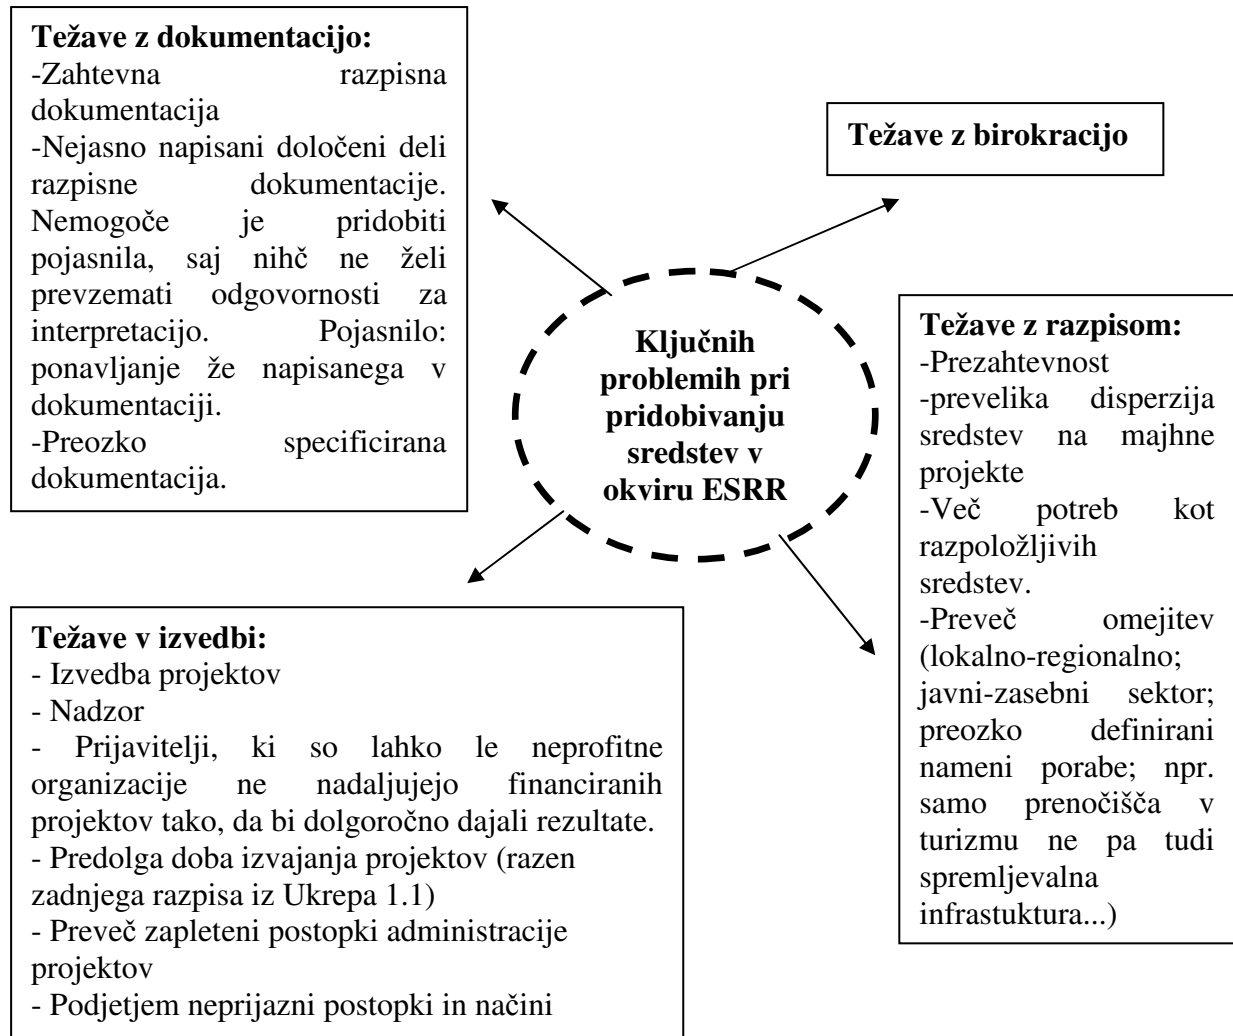 Težave z dokumentacijo:
-Zahtevna razpisna
dokumentacija
-Nejasno napisani določeni deli
razpisne dokumentacije.
Nemogoče je pridobiti
pojasnila, saj nihč ne želi
prevzemati odgovornosti za
interpretacijo. Pojasnilo:
ponavljanje že napisanega v
dokumentaciji.
-Preozko specificirana
dokumentacija.
Težave z birokracijo
Ključnih
problemih pri
pridobivanju
sredstev v
okviru ESRR
Težave z razpisom:
-Prezahtevnost
-prevelika disperzija
sredstev na majhne
projekte
-Več potreb kot
razpoložljivih
sredstev.
-Preveč omejitev
(lokalno-regionalno;
javni-zasebni sektor;
preozko definirani
nameni porabe; npr.
samo prenočišča v
turizmu ne pa tudi
spremljevalna
infrastuktura...)
Težave v izvedbi:
- Izvedba projektov
- Nadzor
- Prijavitelji, ki so lahko le neprofitne
organizacije ne nadaljujejo financiranih
projektov tako, da bi dolgoročno dajali rezultate.
- Predolga doba izvajanja projektov (razen
zadnjega razpisa iz Ukrepa 1.1)
- Preveč zapleteni postopki administracije
projektov
- Podjetjem neprijazni postopki in načini